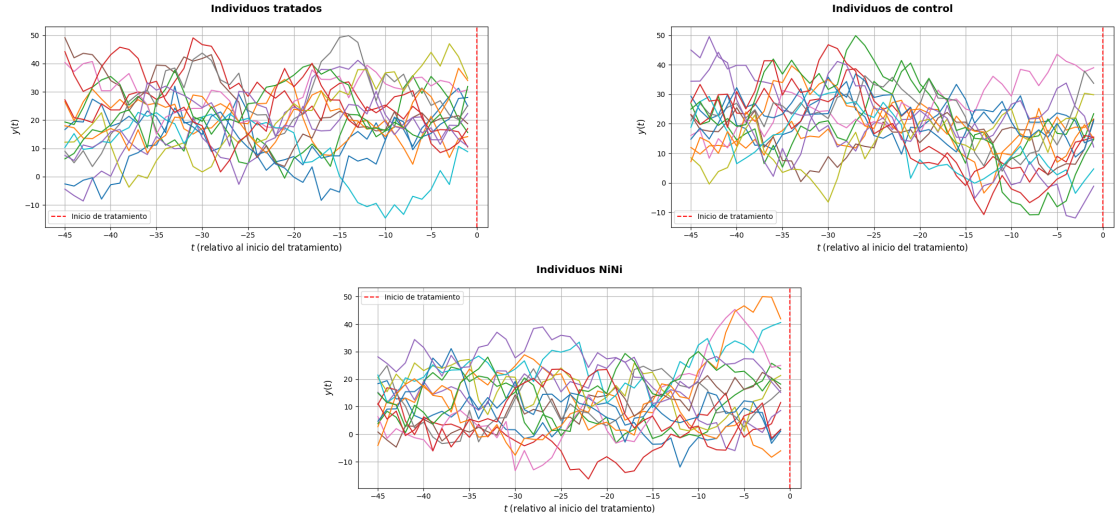 Individuos tratados
50
40
30
20
10
0
−10
y(t)
Inicio de tratamiento
−45 −40 −35 −30 −25 −20 −15 −10 −5 0
t (relativo al inicio del tratamiento)
Individuos de control
50
40
30
20
10
0
−10
y(t)
Inicio de tratamiento
−45 −40 −35 −30 −25 −20 −15 −10 −5 0
t (relativo al inicio del tratamiento)
Individuos NiNi
50
40
30
20
10
0
−10
y(t)
Inicio de tratamiento
−45 −40 −35 −30 −25 −20 −15 −10 −5 0
t (relativo al inicio del tratamiento)